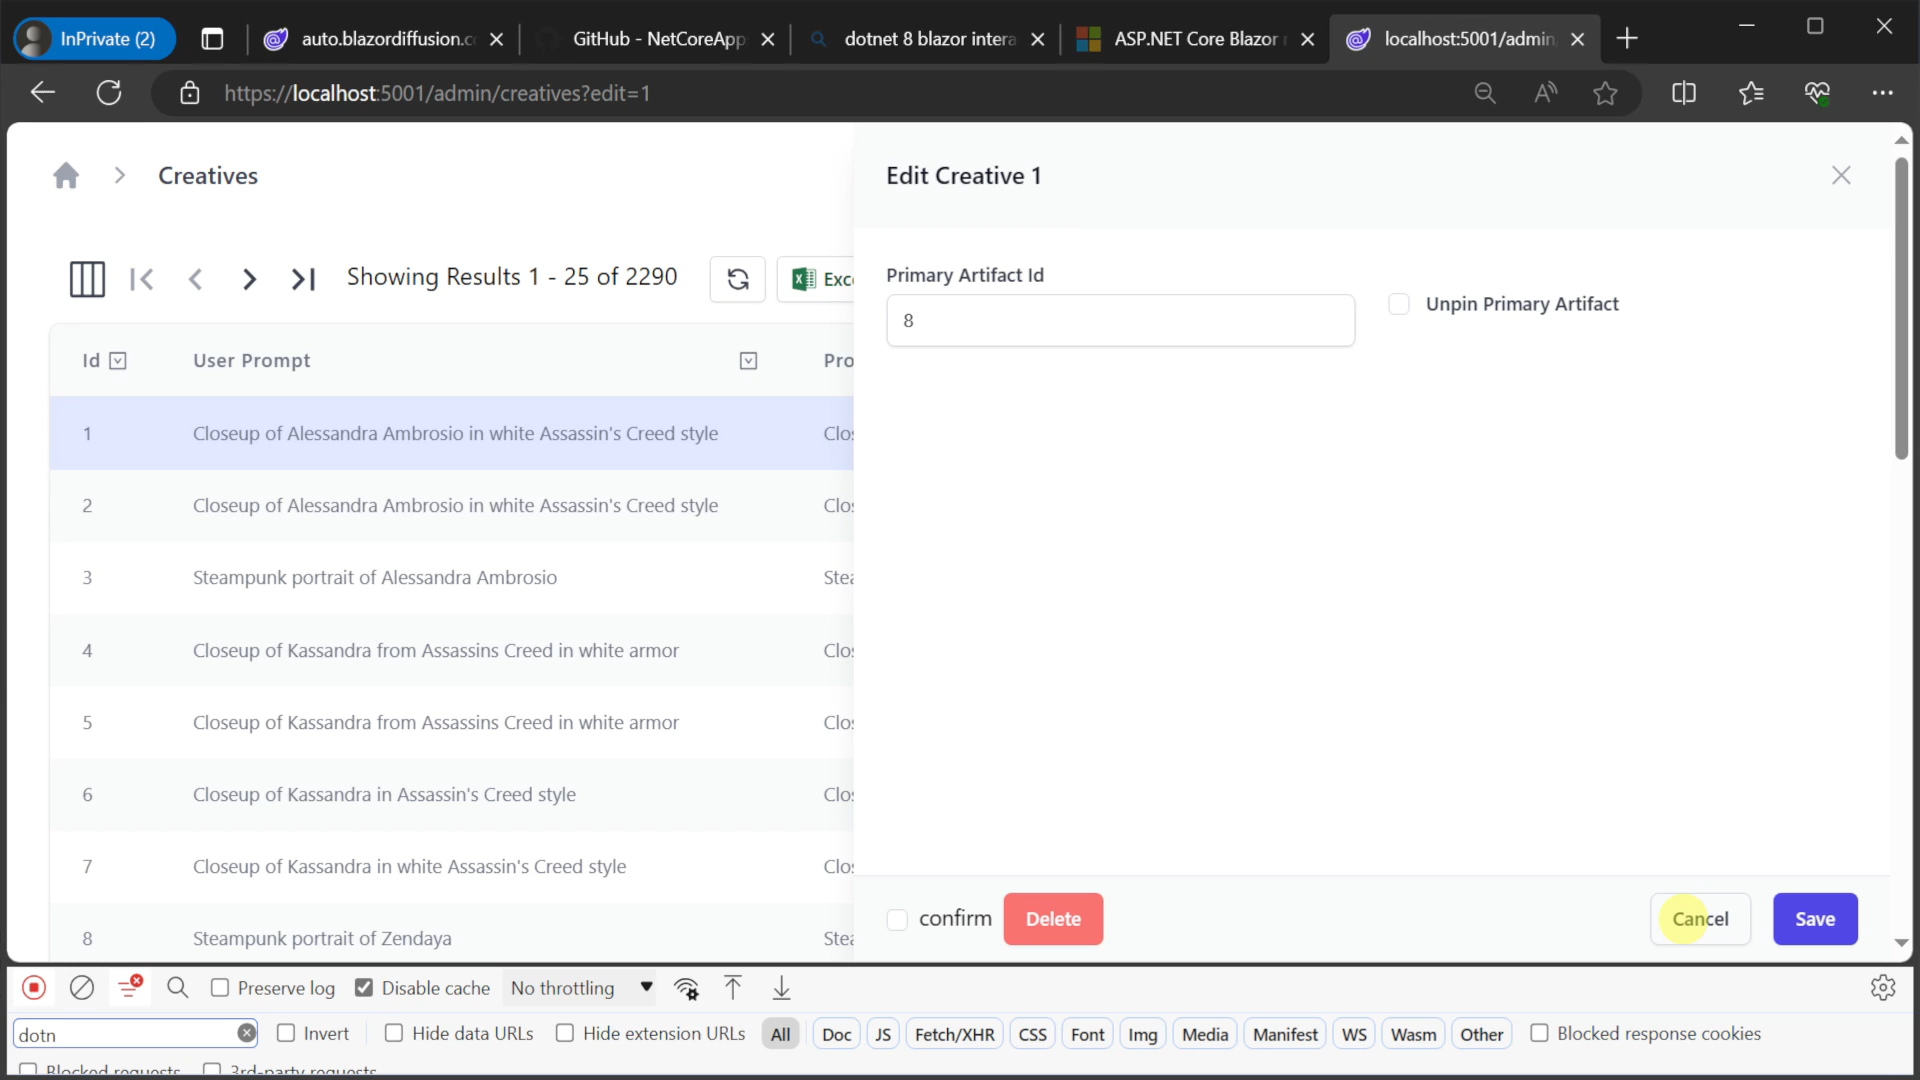 InPrivate (2)
auto.blazordiffusion.c
GitHub - NetCoreApp
dotnet 8 blazor intera
ASP.NET Core Blazor r
localhost:5001/admin
https://localhost:5001/admin/creatives?edit=1
Creatives
Edit Creative 1
Showing Results 1 - 25 of 2290
Exc
Primary Artifact Id
8
Unpin Primary Artifact
Id
User Prompt
Pro
1
Closeup of Alessandra Ambrosio in white Assassin's Creed style
Clos
2
Closeup of Alessandra Ambrosio in white Assassin's Creed style
Clos
3
Steampunk portrait of Alessandra Ambrosio
Stea
4
Closeup of Kassandra from Assassins Creed in white armor
Clos
5
Closeup of Kassandra from Assassins Creed in white armor
Clos
6
Closeup of Kassandra in Assassin's Creed style
Clos
7
Closeup of Kassandra in white Assassin's Creed style
Clos
8
Steampunk portrait of Zendaya
Stea
confirm
Delete
Cancel
Save
Preserve log
Disable cache
No throttling
dotn
Invert
Hide data URLs
Hide extension URLs
All
Doc
JS
Fetch/XHR
CSS
Font
Img
Media
Manifest
WS
Wasm
Other
Blocked response cookies
Blocked requests
3rd-party requests